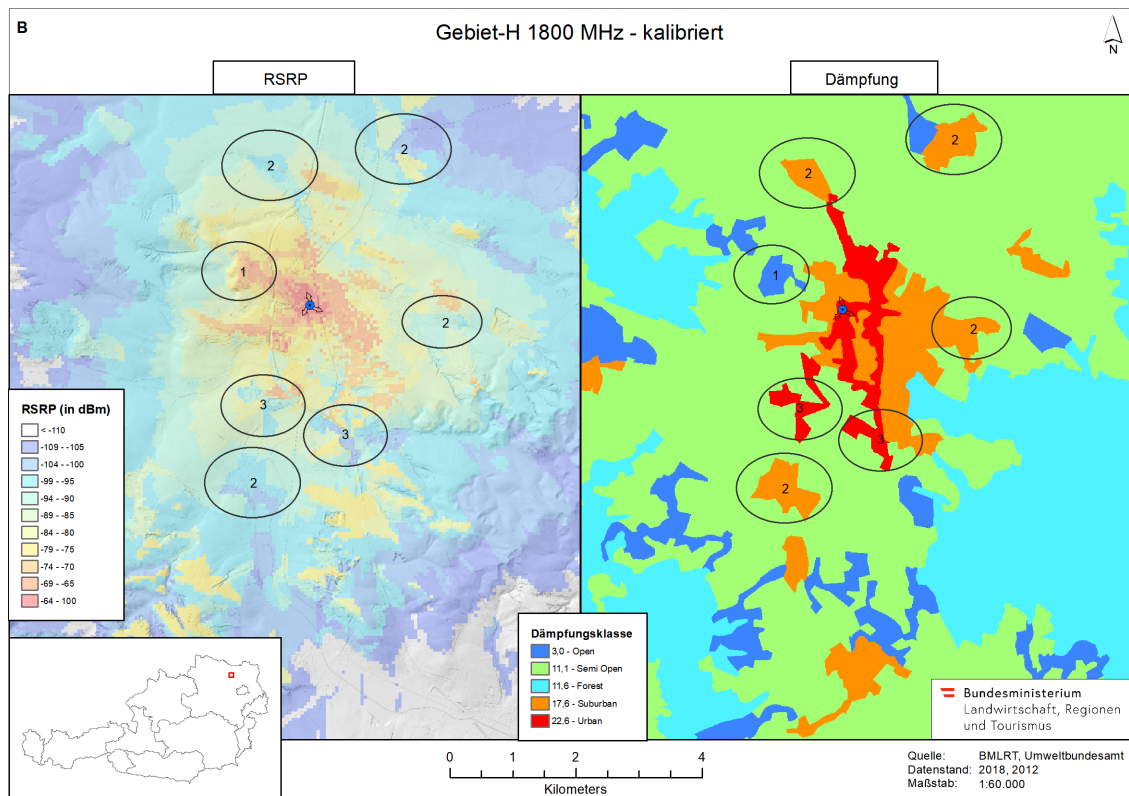 B
Gebiet-H 1800 MHz - kalibriert
N
RSRP
Dämpfung
2
2
1
2
3
3
2
2
2
1
2
3
3
2
RSRP (in dBm)
< -110
-109 - -105
-104 - -100
-99 - -95
-94 - -90
-89 - -85
-84 - -80
-79 - -75
-74 - -70
-69 - -65
-64 - 100
Dämpfungsklasse
3,0 - Open
11,1 - Semi Open
11,6 - Forest
17,6 - Suburban
22,6 - Urban
Bundesministerium
Landwirtschaft, Regionen
und Tourismus
0 1 2 4
Kilometers
Quelle: BMLRT, Umweltbundesamt
Datenstand: 2018, 2012
Maßstab: 1:60.000